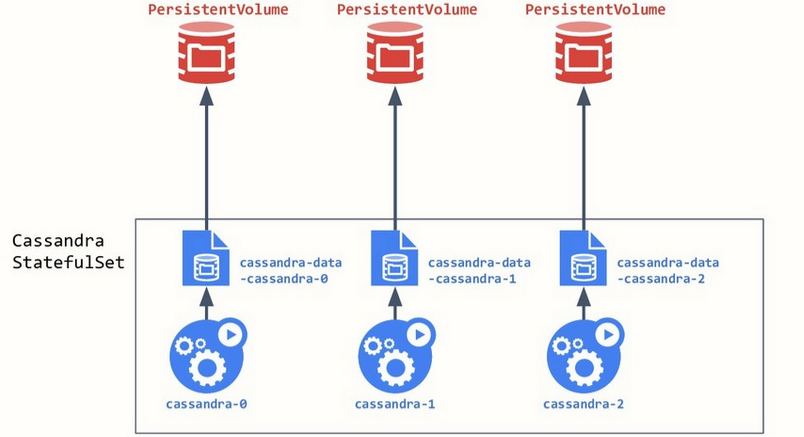 PersistentVolume
PersistentVolume
PersistentVolume
Cassandra
StatefulSet
cassandra-data
-cassandra-0
cassandra-data
-cassandra-1
cassandra-data
-cassandra-2
cassandra-0
cassandra-1
cassandra-2